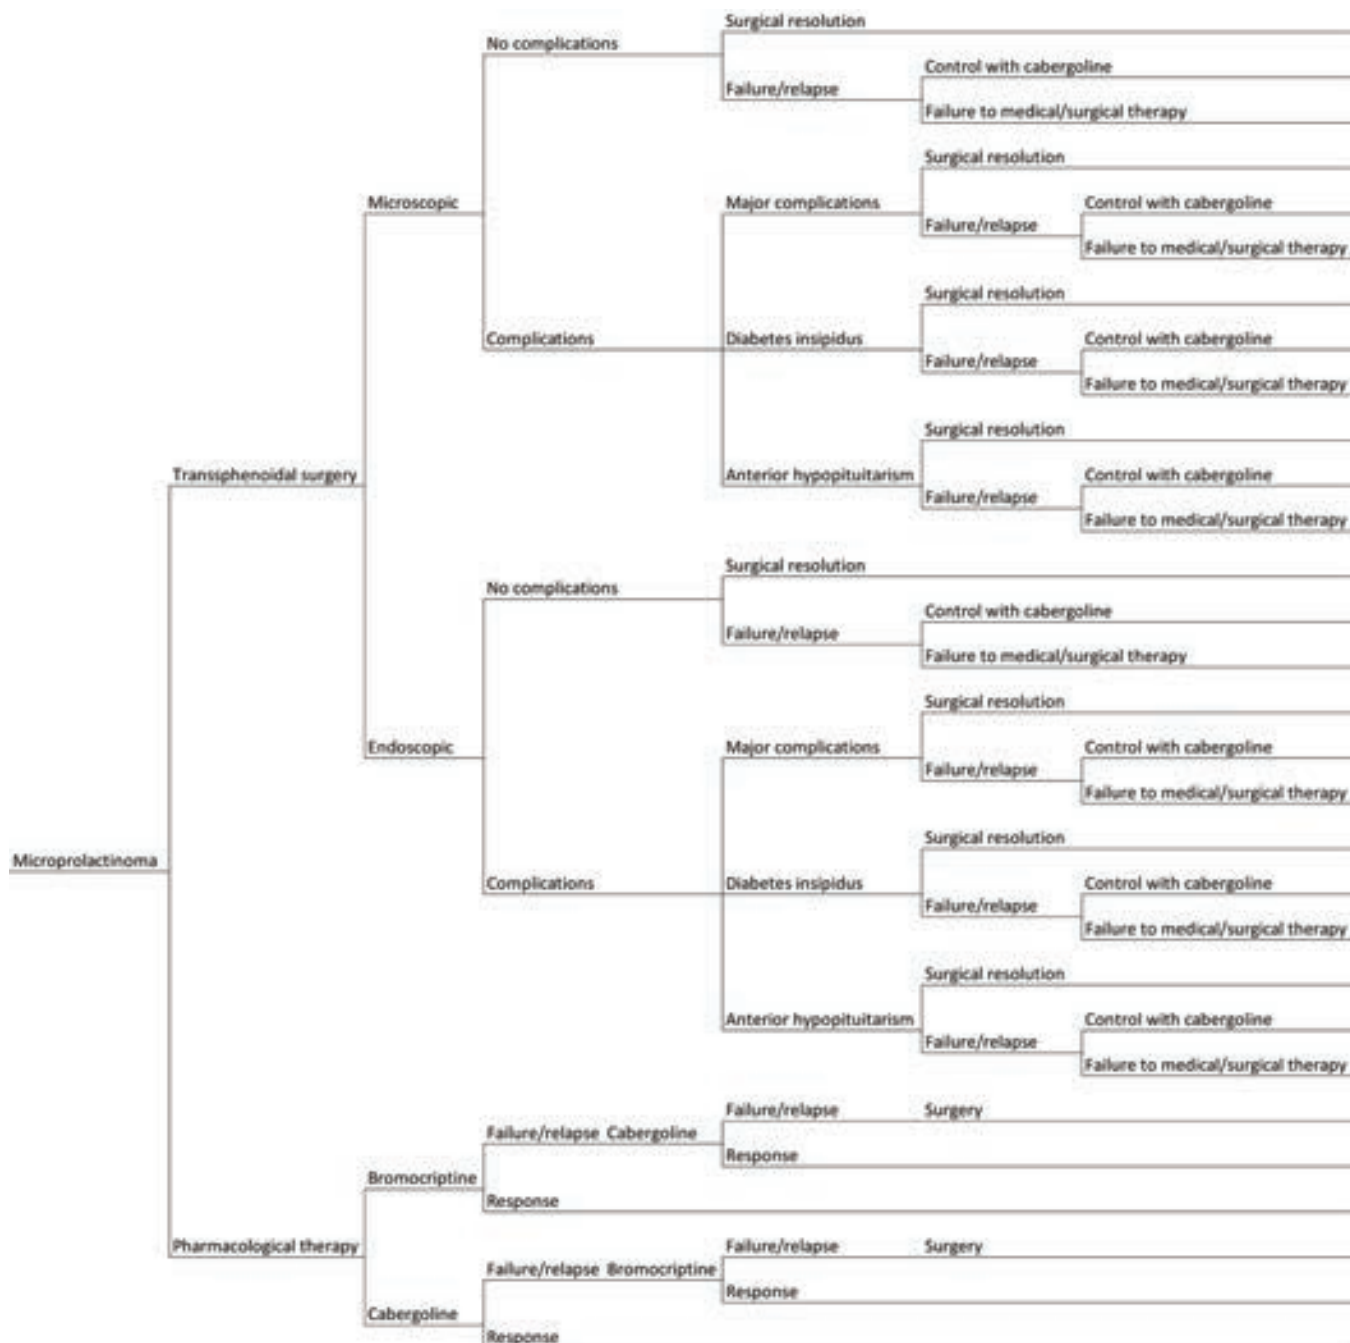 Surgical resolution
No complications
Control with cabergoline
Failure/relapse
Failure to medical/surgical therapy
Surgical resolution
Microscopic
Major complications
Control with cabergoline
Failure/relapse
Failure to medical/surgical therapy
Surgical resolution
Complications
Diabetes insipidus
Control with cabergoline
Failure/relapse
Failure to medical/surgical therapy
Surgical resolution
Transsphenoidal surgery
Anterior hypopituitarism
Control with cabergoline
Failure/relapse
Failure to medical/surgical therapy
Surgical resolution
No complications
Control with cabergoline
Failure/relapse
Failure to medical/surgical therapy
Surgical resolution
Endoscopic
Major complications
Control with cabergoline
Failure/relapse
Failure to medical/surgical therapy
Surgical resolution
Microprolactinoma
Complications
Diabetes insipidus
Control with cabergoline
Failure/relapse
Failure to medical/surgical therapy
Surgical resolution
Anterior hypopituitarism
Control with cabergoline
Failure/relapse
Failure to medical/surgical therapy
Failure/relapse Surgery
Failure/relapse Cabergoline
Response
Bromocriptine
Response
Pharmacological therapy
Failure/relapse Surgery
Failure/relapse Bromocriptine
Response
Cabergoline
Response